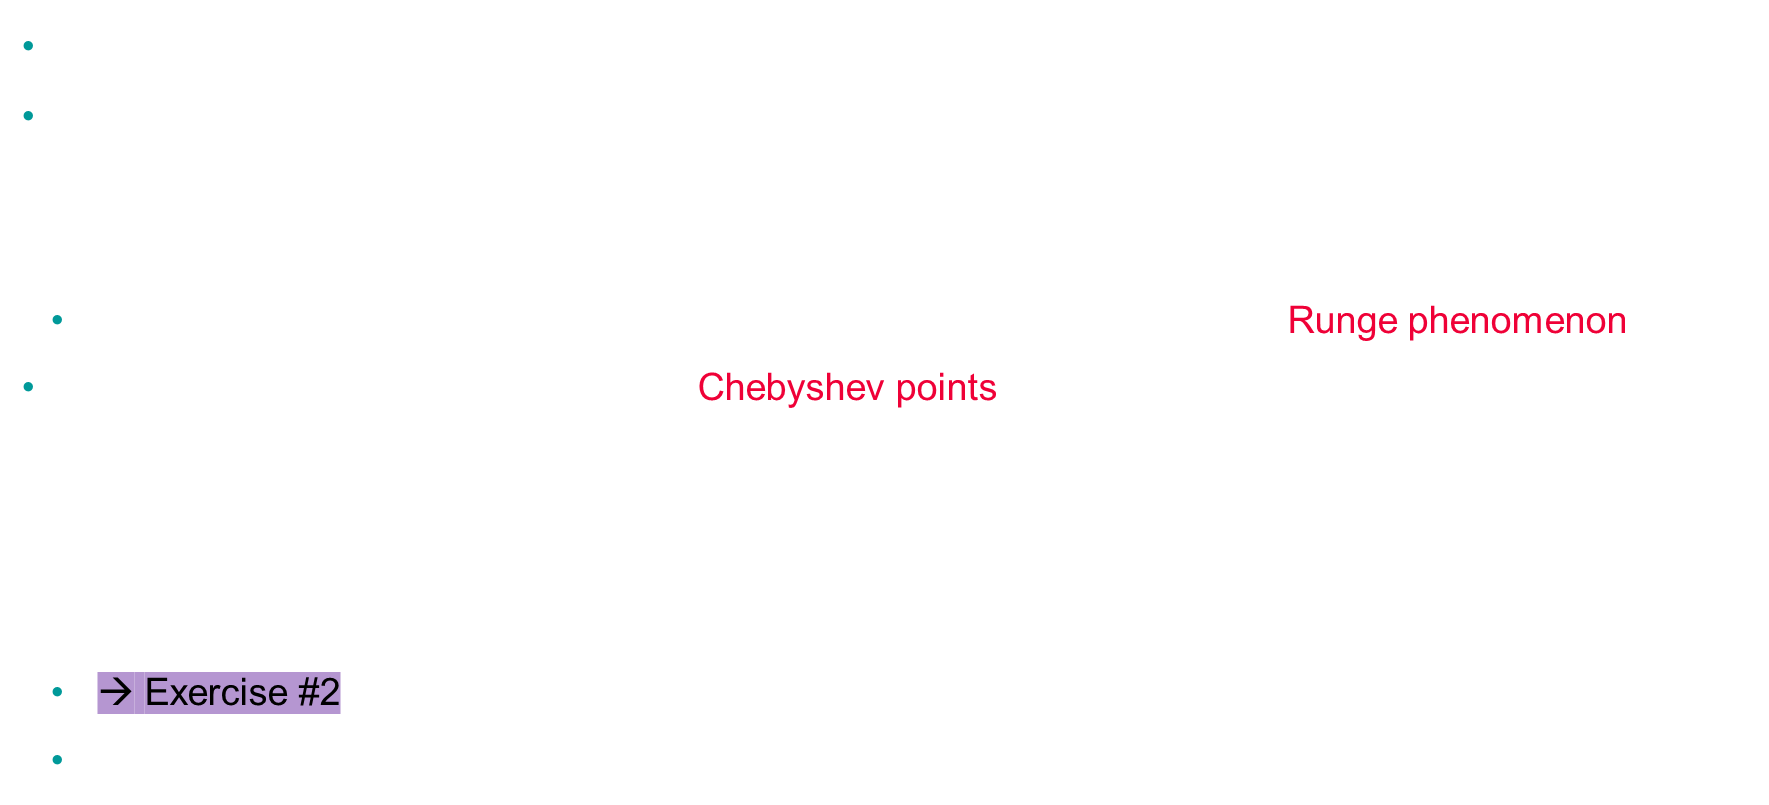 Runge phenomenon
Chebyshev points
→ Exercise #2